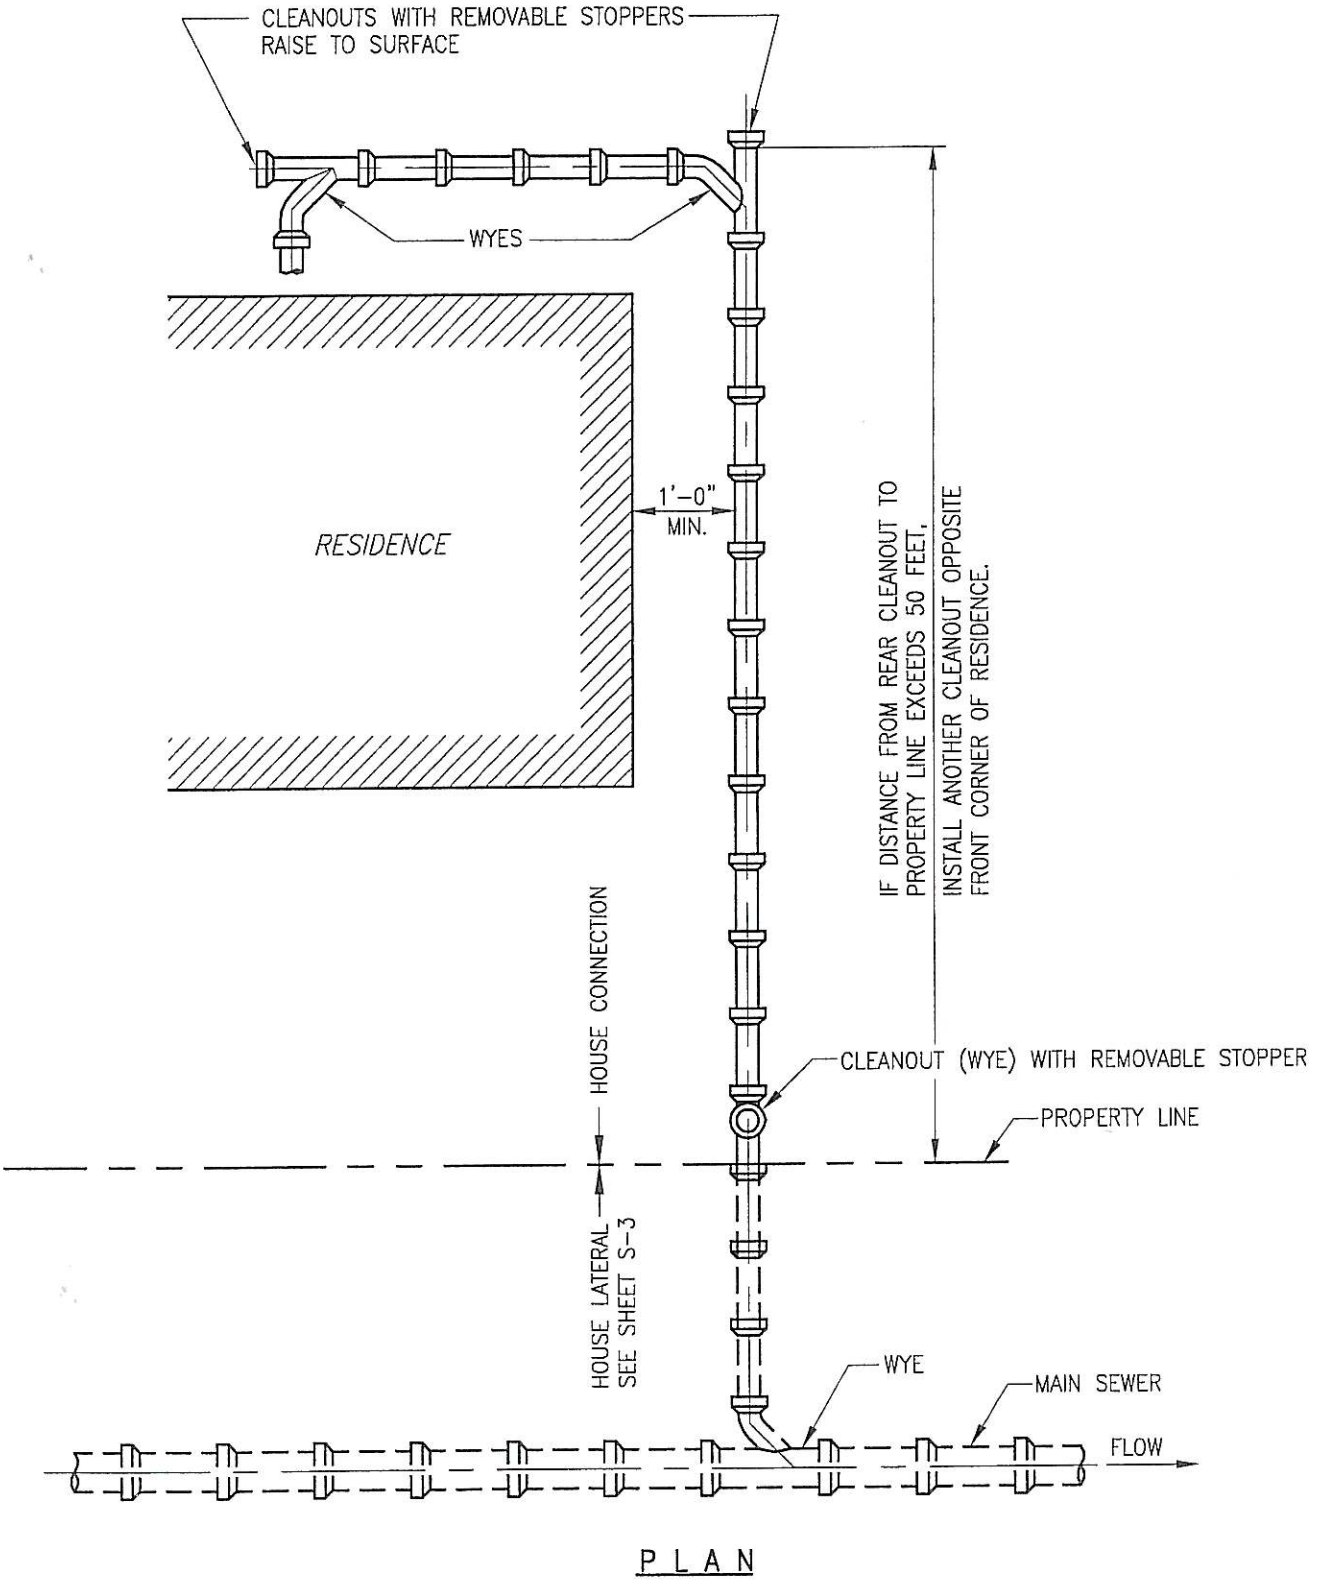 CLEANOUTS WITH REMOVABLE STOPPERS
RAISE TO SURFACE
WYES
1'-0"
MIN.
RESIDENCE
IF DISTANCE FROM REAR CLEANOUT TO
PROPERTY LINE EXCEEDS 50 FEET,
INSTALL ANOTHER CLEANOUT OPPOSITE
FRONT CORNER OF RESIDENCE.
HOUSE CONNECTION
CLEANOUT (WYE) WITH REMOVABLE STOPPER
PROPERTY LINE
HOUSE LATERAL
SEE SHEET S-3
WYE
MAIN SEWER
FLOW
PLAN